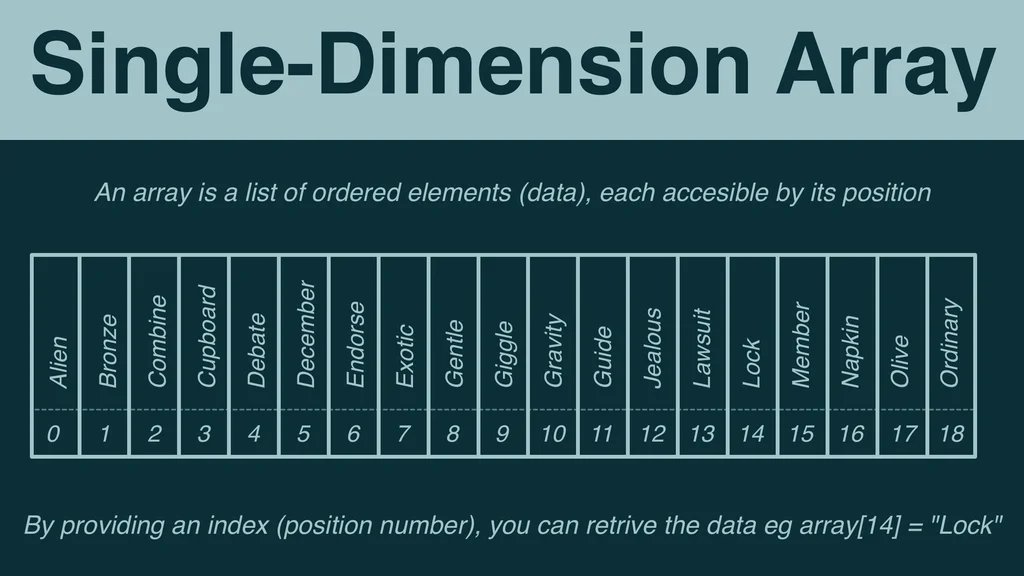 Single-Dimension Array
An array is a list of ordered elements (data), each accesible by its position
Alien Bronze Combine Cupboard Debate December Endorse Exotic Gentle Giggle Gravity Guide Jealous Lawsuit Lock Member Napkin Olive Ordinary
0 1 2 3 4 5 6 7 8 9 10 11 12 13 14 15 16 17 18
By providing an index (position number), you can retrive the data eg array[14] = "Lock"